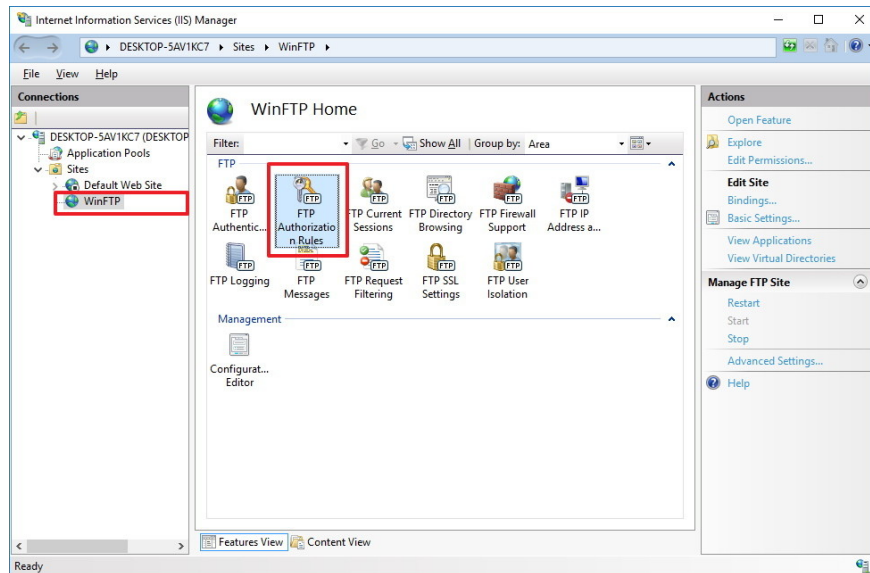 Internet Information Services (IIS) Manager
DESKTOP-5AV1KC7 Sites WinFTP
File View Help
Connections
DESKTOP-5AV1KC7 (DESKTOP
Application Pools
Sites
Default Web Site
WinFTP
WinFTP Home
Filter: Go Show All Group by: Area
FTP
FTP Authentic...
FTP Authorizatio n Rules
FTP Current Sessions
FTP Directory Browsing
FTP Firewall Support
FTP IP Address a...
FTP Logging
FTP Messages
FTP Request Filtering
FTP SSL Settings
FTP User Isolation
Management
Configurat... Editor
Features View Content View
Actions
Open Feature
Explore
Edit Permissions...
Edit Site
Bindings...
Basic Settings...
View Applications
View Virtual Directories
Manage FTP Site
Restart
Start
Stop
Advanced Settings...
Help
Ready